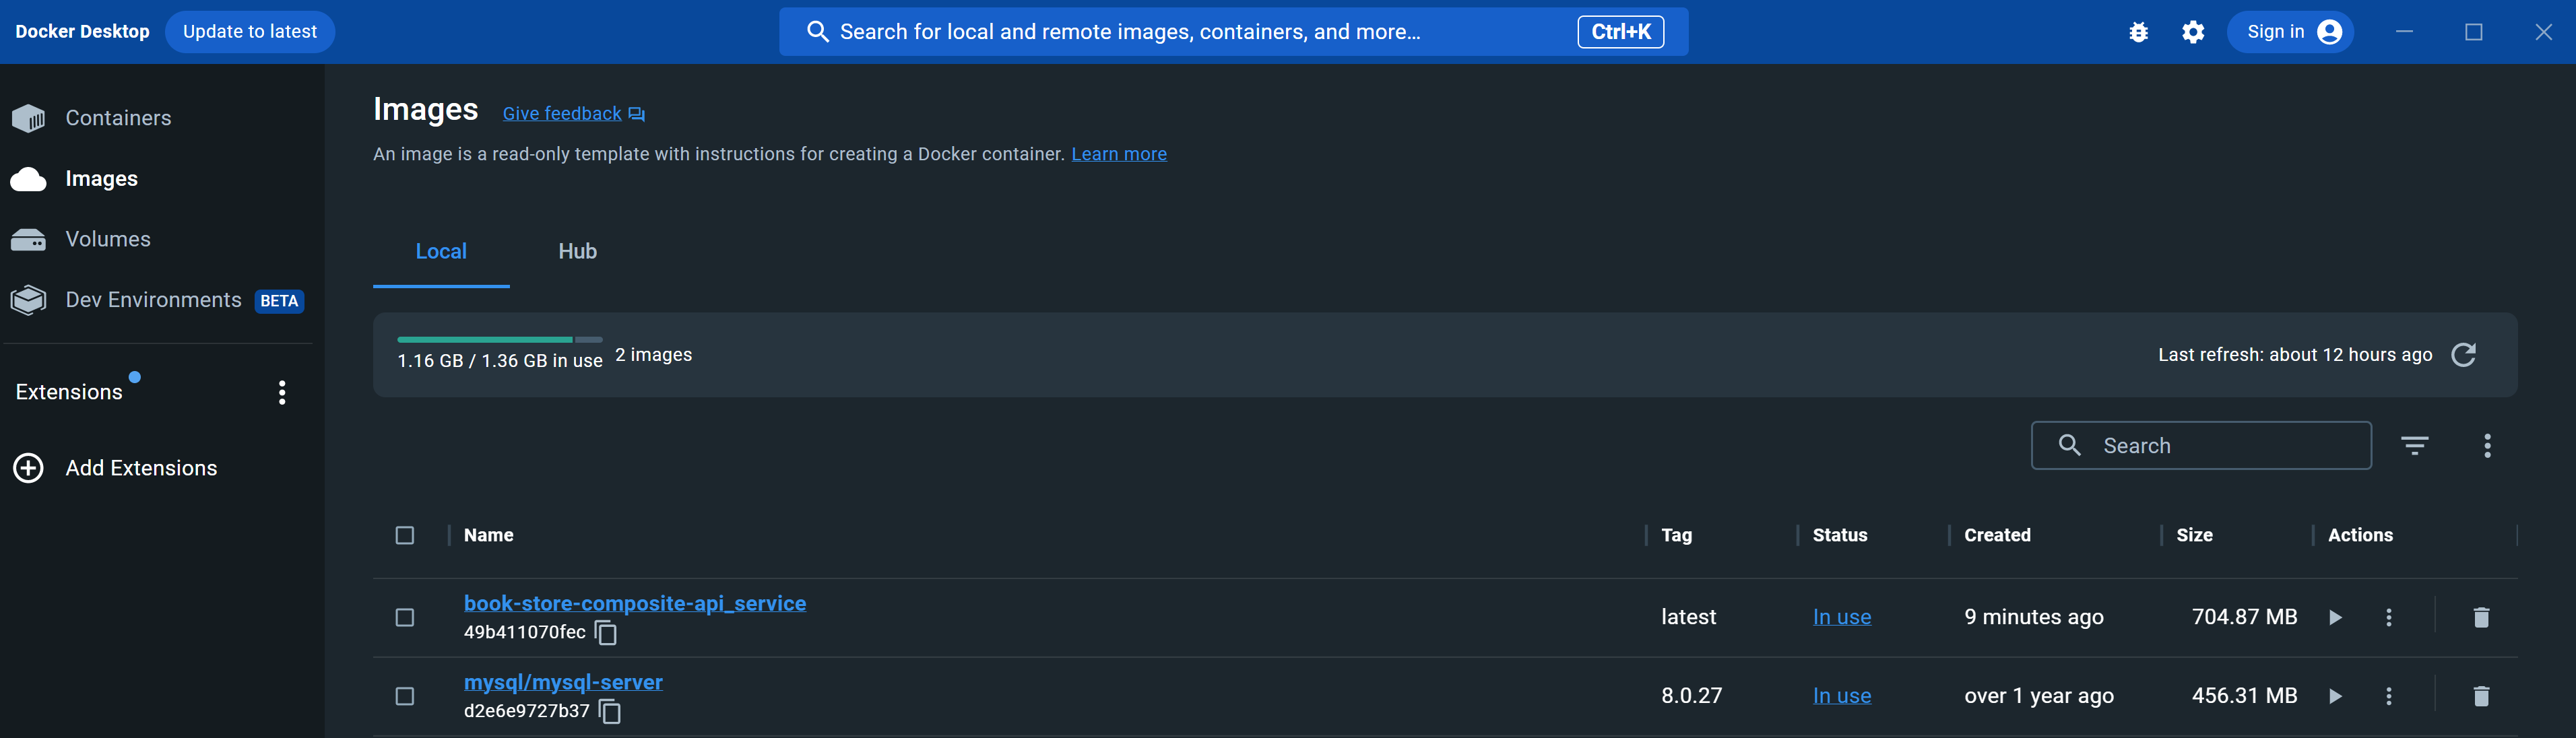 Docker Desktop Update to latest Search for local and remote images, containers, and more... Ctrl+K Sign in
Containers
Images
Volumes
Dev Environments BETA
Extensions
Add Extensions
Images Give feedback
An image is a read-only template with instructions for creating a Docker container. Learn more
Local Hub
1.16 GB / 1.36 GB in use 2 images Last refresh: about 12 hours ago
Search
Name Tag Status Created Size Actions
book-store-composite-api_service
49b411070fec
latest In use 9 minutes ago 704.87 MB
mysql/mysql-server
d2e6e9727b37
8.0.27 In use over 1 year ago 456.31 MB